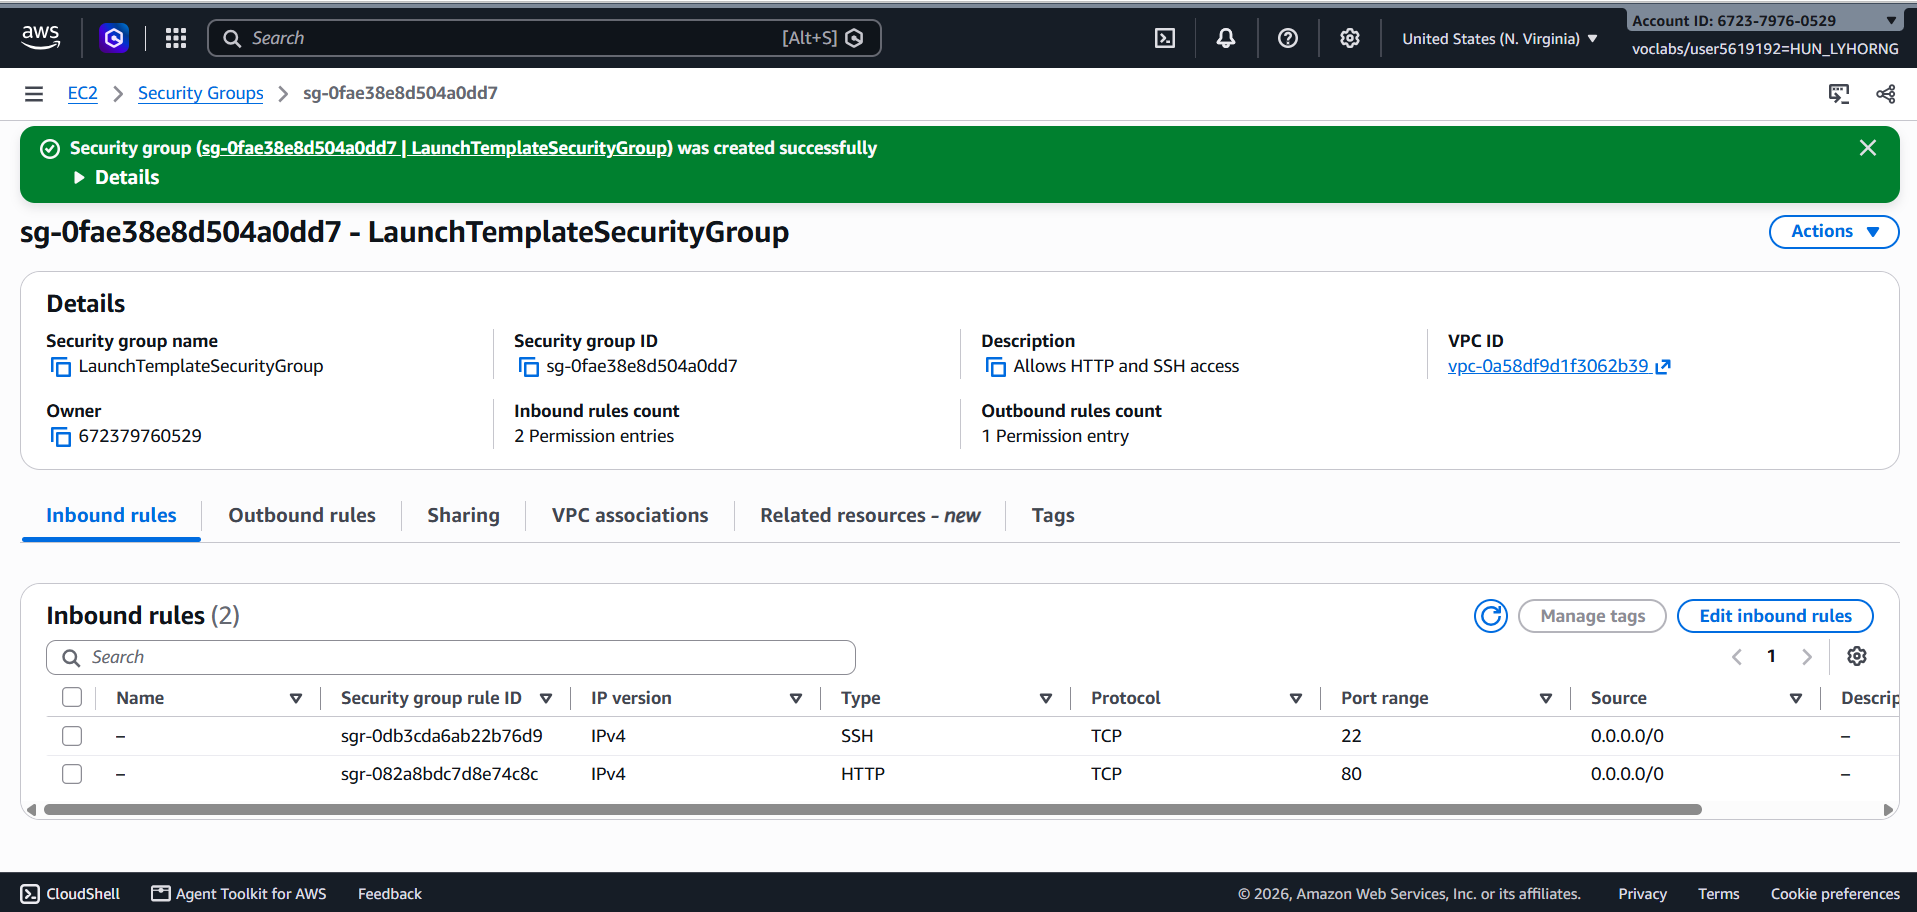 aws
Search [Alt+S]
United States (N. Virginia)
Account ID: 6723-7976-0529
voclabs/user5619192=HUN_LYHORNG
EC2 Security Groups sg-0fae38e8d504a0dd7
Security group (sg-0fae38e8d504a0dd7 | LaunchTemplateSecurityGroup) was created successfully
Details
sg-0fae38e8d504a0dd7 - LaunchTemplateSecurityGroup
Actions
Details
Security group name Security group ID Description VPC ID
LaunchTemplateSecurityGroup sg-0fae38e8d504a0dd7 Allows HTTP and SSH access vpc-0a58df9d1f3062b39
Owner Inbound rules count Outbound rules count
672379760529 2 Permission entries 1 Permission entry
Inbound rules Outbound rules Sharing VPC associations Related resources - new Tags
Inbound rules (2) Manage tags Edit inbound rules
Search 1
Name Security group rule ID IP version Type Protocol Port range Source Descrip
– sgr-0db3cda6ab22b76d9 IPv4 SSH TCP 22 0.0.0.0/0 –
– sgr-082a8bdc7d8e74c8c IPv4 HTTP TCP 80 0.0.0.0/0 –
CloudShell Agent Toolkit for AWS Feedback © 2026, Amazon Web Services, Inc. or its affiliates. Privacy Terms Cookie preferences